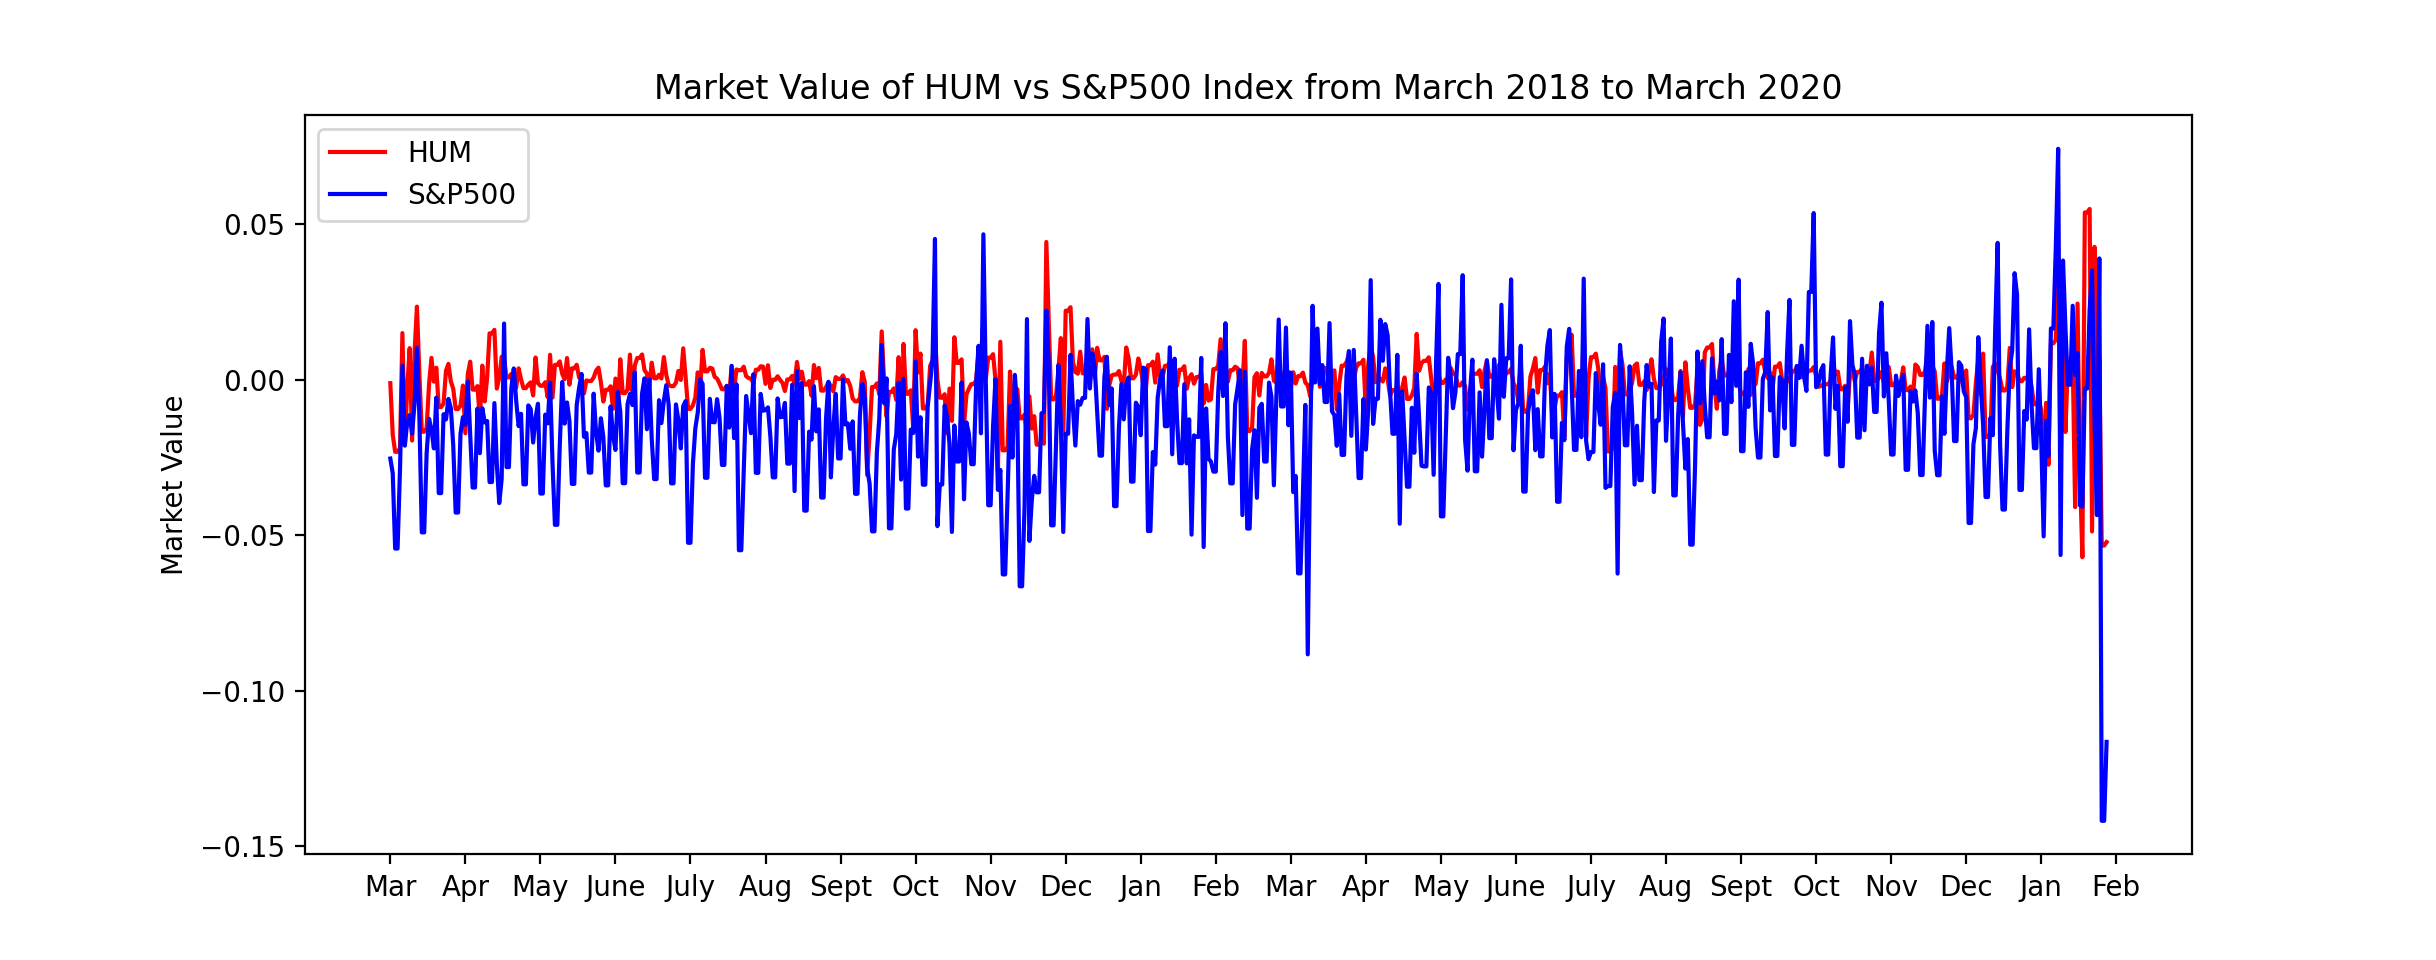 Market Value of HUM vs S&P500 Index from March 2018 to March 2020
HUM
S&P500
Market Value
0.05
0.00
−0.05
−0.10
−0.15
Mar Apr May June July Aug Sept Oct Nov Dec Jan Feb Mar Apr May June July Aug Sept Oct Nov Dec Jan Feb